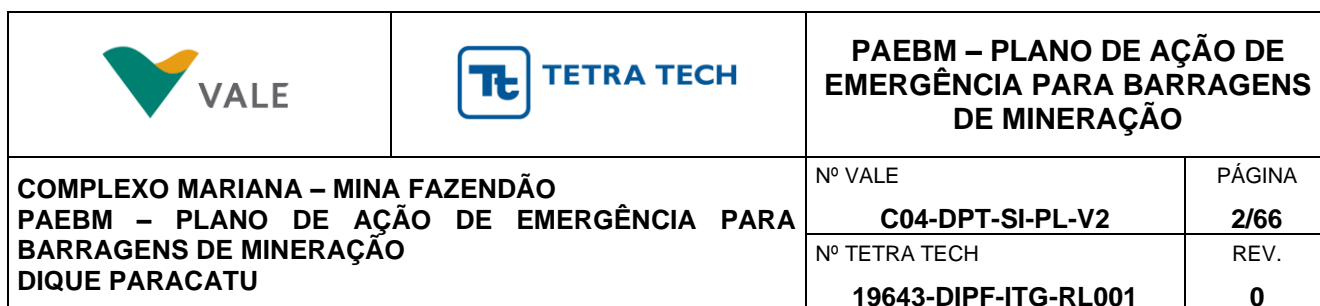 VALE
TETRA TECH
PAEBM – PLANO DE AÇÃO DE
EMERGÊNCIA PARA BARRAGENS
DE MINERAÇÃO
COMPLEXO MARIANA – MINA FAZENDÃO
PAEBM – PLANO DE AÇÃO DE EMERGÊNCIA PARA
BARRAGENS DE MINERAÇÃO
DIQUE PARACATU
Nº VALE
C04-DPT-SI-PL-V2
PÁGINA
2/66
Nº TETRA TECH
19643-DIPF-ITG-RL001
REV.
0